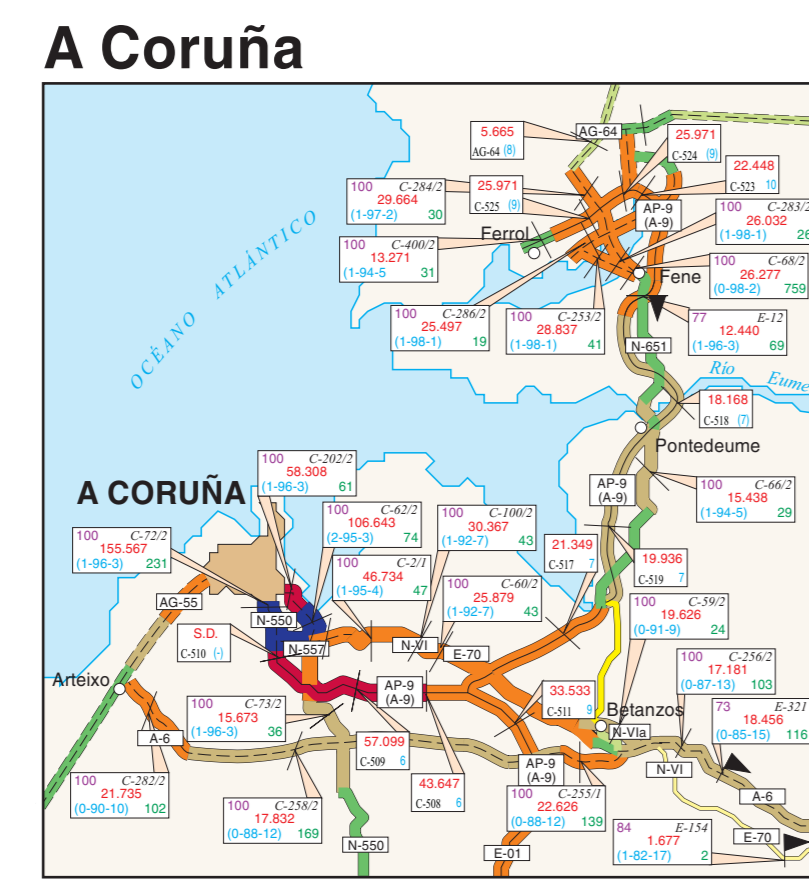 A Coruña
OCÉANO ATLÁNTICO
5.665
AG-64 (8)
AG-64
25.971
C-524 (9)
22.448
C-523 10
100 C-284/2
29.664
(1-97-2) 30
25.971
C-525 (9)
AP-9
(A-9)
100 C-283/2
26.032
(1-98-1) 26
Ferrol
100 C-400/2
13.271
(1-94-5 31
100 C-68/2
26.277
(0-98-2) 759
Fene
100 C-286/2
25.497
(1-98-1) 19
100 C-253/2
28.837
(1-98-1) 41
77 E-12
12.440
(1-96-3) 69
N-651
Río Eume
18.168
C-518 (7)
Pontedeume
100 C-202/2
58.308
(1-96-3) 61
A CORUÑA
AP-9
(A-9)
100 C-66/2
15.438
(1-94-5) 29
100 C-72/2
155.567
(1-96-3) 231
100 C-62/2
106.643
(2-95-3) 74
100 C-100/2
30.367
(1-92-7) 43
21.349
C-517 7
19.936
C-519 7
100 C-2/1
46.734
(1-95-4) 47
100 C-60/2
25.879
(1-92-7) 43
AG-55
N-550
100 C-59/2
19.626
(0-91-9) 24
S.D.
C-510 (-)
N-557
N-VI
E-70
100 C-256/2
17.181
(0-87-13) 103
Arteixo
AP-9
(A-9)
33.533
C-511 9
Betanzos
100 C-73/2
15.673
(1-96-3) 36
73 E-321
18.456
(0-85-15) 116
A-6
57.099
C-509 6
N-VIa
N-VI
100 C-282/2
21.735
(0-90-10) 102
43.647
C-508 6
AP-9
(A-9)
100 C-255/1
22.626
(0-88-12) 139
A-6
100 C-258/2
17.832
(0-88-12) 169
84 E-154
1.677
(1-82-17) 2
E-70
N-550
E-01